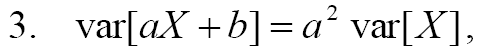 3. var[aX + b] = a² var[X],